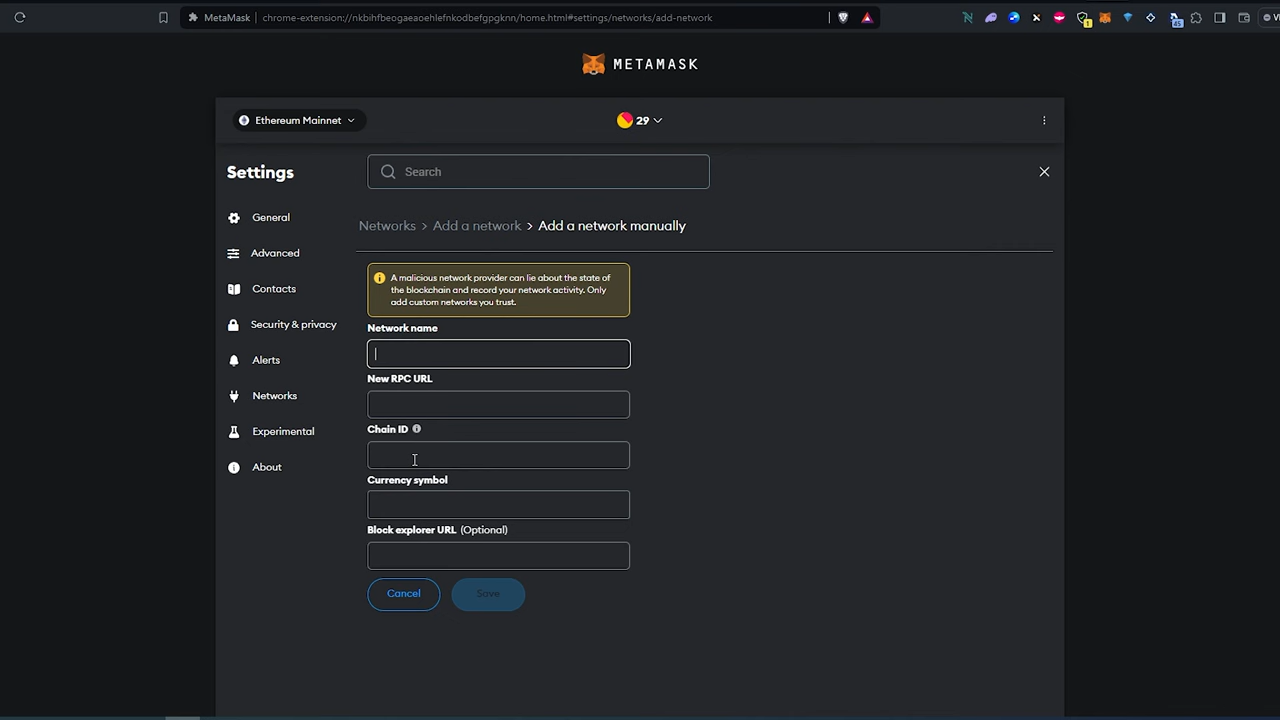 MetaMask chrome-extension://nkbihfbeogaeaoehlefnkodbefgpgknn/home.html#settings/networks/add-network
METAMASK
Ethereum Mainnet
29
Settings
Search
General
Advanced
Contacts
Security & privacy
Alerts
Networks
Experimental
About
Networks > Add a network > Add a network manually
A malicious network provider can lie about the state of
the blockchain and record your network activity. Only
add custom networks you trust.
Network name
New RPC URL
Chain ID
Currency symbol
Block explorer URL (Optional)
Cancel
Save